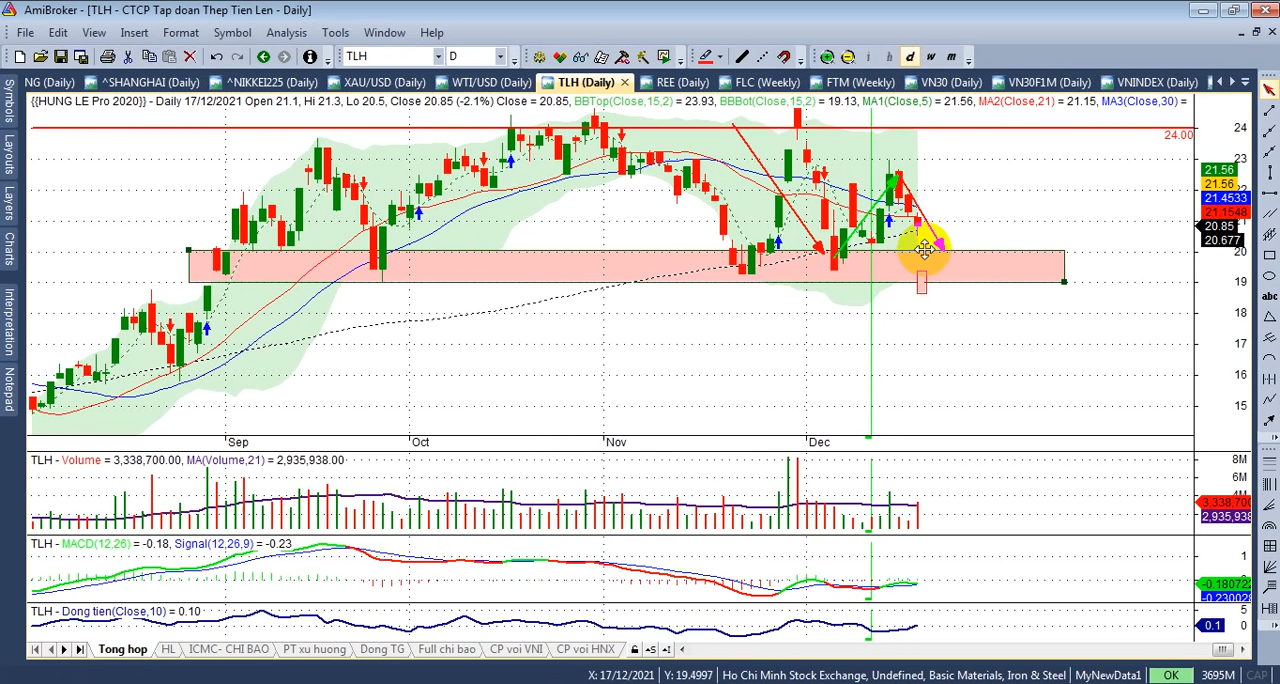 AmiBroker - [TLH - CTCP Tap doan Thep Tien Len - Daily]
File Edit View Insert Format Symbol Analysis Tools Window Help
TLH D
d w m
NG (Daily) ^SHANGHAI (Daily) ^NIKKEI225 (Daily) XAU/USD (Daily) WTI/USD (Daily) TLH (Daily) REE (Daily) FLC (Weekly) FTM (Weekly) VN30 (Daily) VN30F1M (Daily) VNINDEX (Daily)
Symbols
Layouts
Layers
Charts
Interpretation
Notepad
{{HUNG LE Pro 2020}} - Daily 17/12/2021 Open 21.1, Hi 21.3, Lo 20.5, Close 20.85 (-2.1%) Close = 20.85, BBTop(Close,15,2) = 23.93, BBBot(Close,15,2) = 19.13, MA1(Close,5) = 21.56, MA2(Close,21) = 21.15, MA3(Close,30) =
24.00
24
23
22
21
20
19
18
17
16
15
21.56
21.56
21.4533
21.1548
20.85
20.677
Sep Oct Nov Dec
TLH - Volume = 3,338,700.00, MA(Volume,21) = 2,935,938.00
8M
6M
4M
3,338,700
2,935,938
TLH - MACD(12,26) = -0.18, Signal(12,26,9) = -0.23
1
-0.180722
-0.230028
TLH - Dong tien(Close,10) = 0.10
5
0
0.1
abc
Tong hop HL ICMC- CHI BAO PT xu huong Dong TG Full chi bao CP voi VNI CP voi HNX
X: 17/12/2021 Y: 19.4997 Ho Chi Minh Stock Exchange, Undefined, Basic Materials, Iron & Steel MyNewData1 OK 3695M CAP